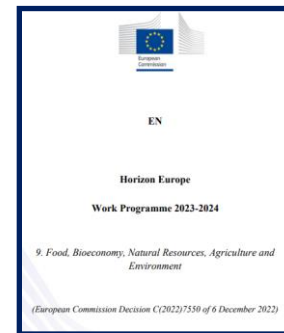 European
Commission
EN
Horizon Europe
Work Programme 2023-2024
9. Food, Bioeconomy, Natural Resources, Agriculture and
Environment
(European Commission Decision C(2022)7550 of 6 December 2022)